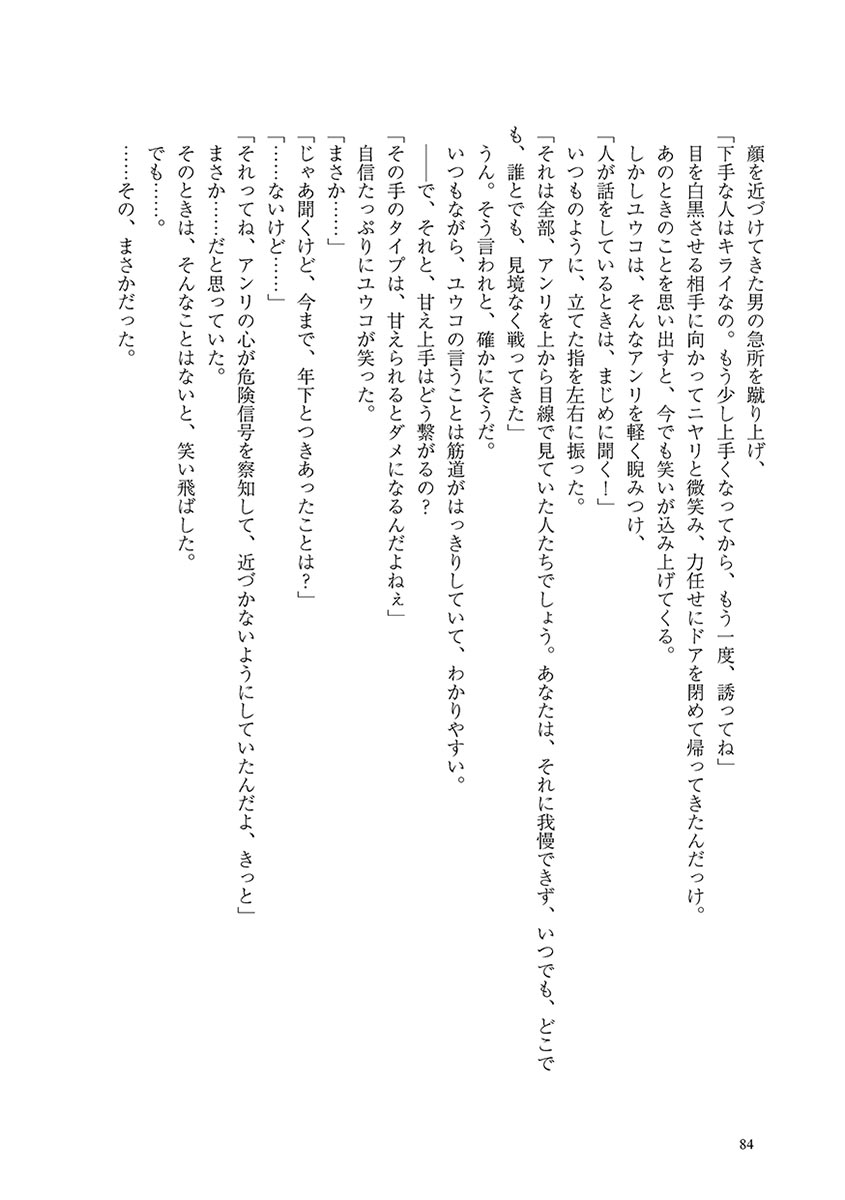 顔を近づけてきた男の急所を蹴り上げ、
「下手な人はキライなの。もう少し上手くなってから、もう一度、誘ってね」
目を白黒させる相手に向かってニヤリと微笑み、力任せにドアを閉めて帰ってきたんだっけ。
あのときのことを思い出すと、今でも笑いが込み上げてくる。
しかしユウコは、そんなアンリを軽く睨みつけ、
「人が話をしているときは、まじめに聞く！」
いつものように、立てた指を左右に振った。
「それは全部、アンリを上から目線で見ていた人たちでしょう。あなたは、それに我慢できず、いつでも、どこで
も、誰とでも、見境なく戦ってきた」
うん。そう言われと、確かにそうだ。
いつもながら、ユウコの言うことは筋道がはっきりしていて、わかりやすい。
――で、それと、甘え上手はどう繋がるの？
「その手のタイプは、甘えられるとダメになるんだよねぇ」
自信たっぷりにユウコが笑った。
「まさか……」
「じゃあ聞くけど、今まで、年下とつきあったことは？」
「……ないけど……」
「それってね、アンリの心が危険信号を察知して、近づかないようにしていたんだよ、きっと」
まさか……だと思っていた。
そのときは、そんなことはないと、笑い飛ばした。
でも……。
……その、まさかだった。
84